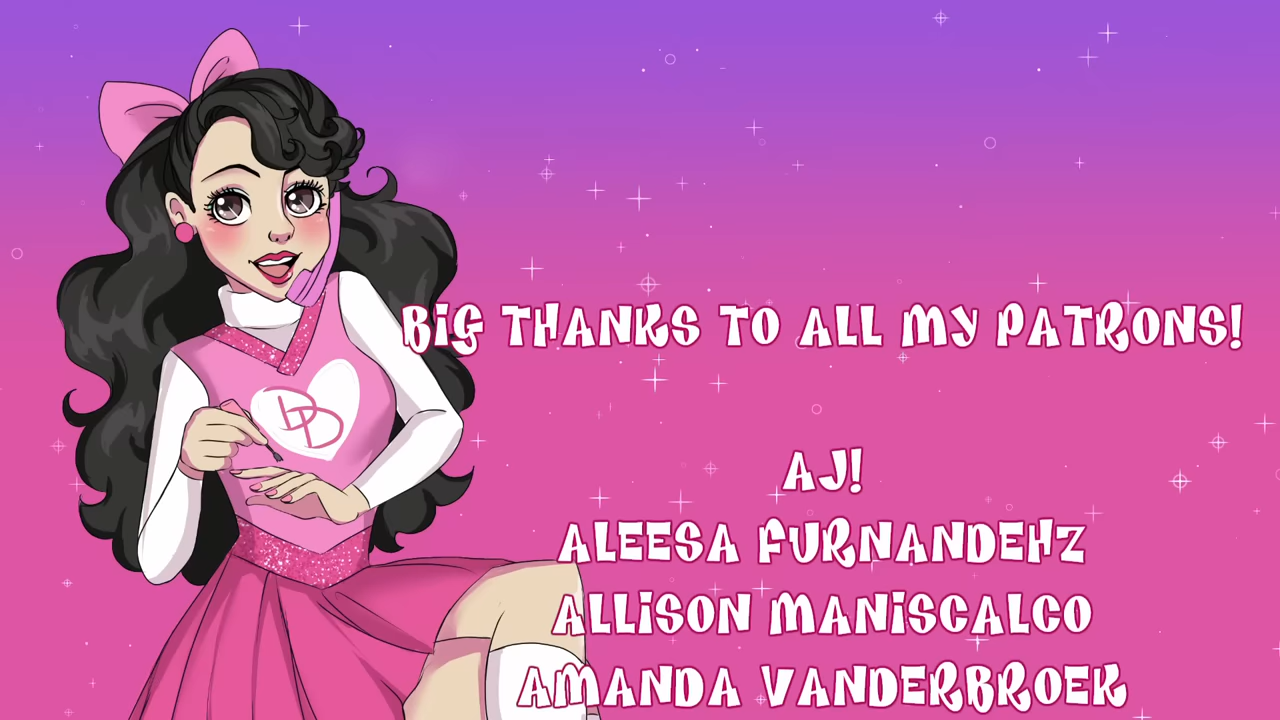 BIG THANKS TO ALL MY PATRONS!
AJ!
ALEESA FURNANDEHZ
ALLISON MANISCALCO
AMANDA VANDERBROEK